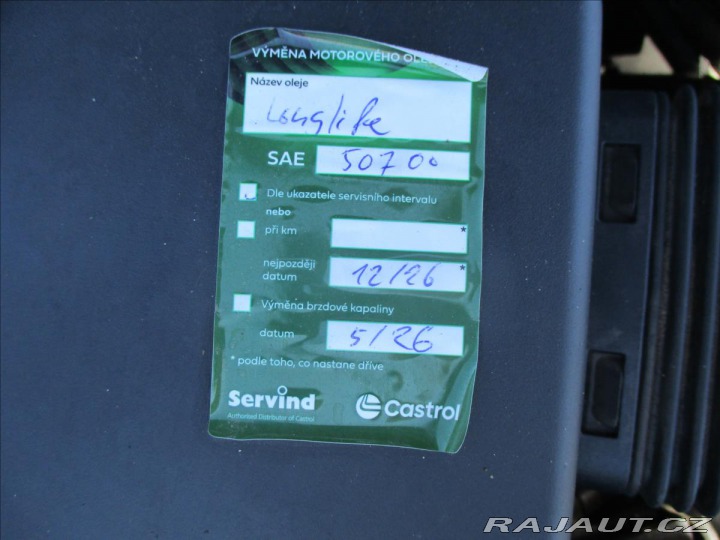 VÝMĚNA MOTOROVÉHO
Název oleje
Longlife
SAE 507 00
Dle ukazatele servisního intervalu
nebo
při km *
nejpozději
datum 12/26 *
Výměna brzdové kapaliny
datum 5/26
* podle toho, co nastane dříve
Servind Castrol
Authorised Distributor of Castrol
RAJAUT.CZ